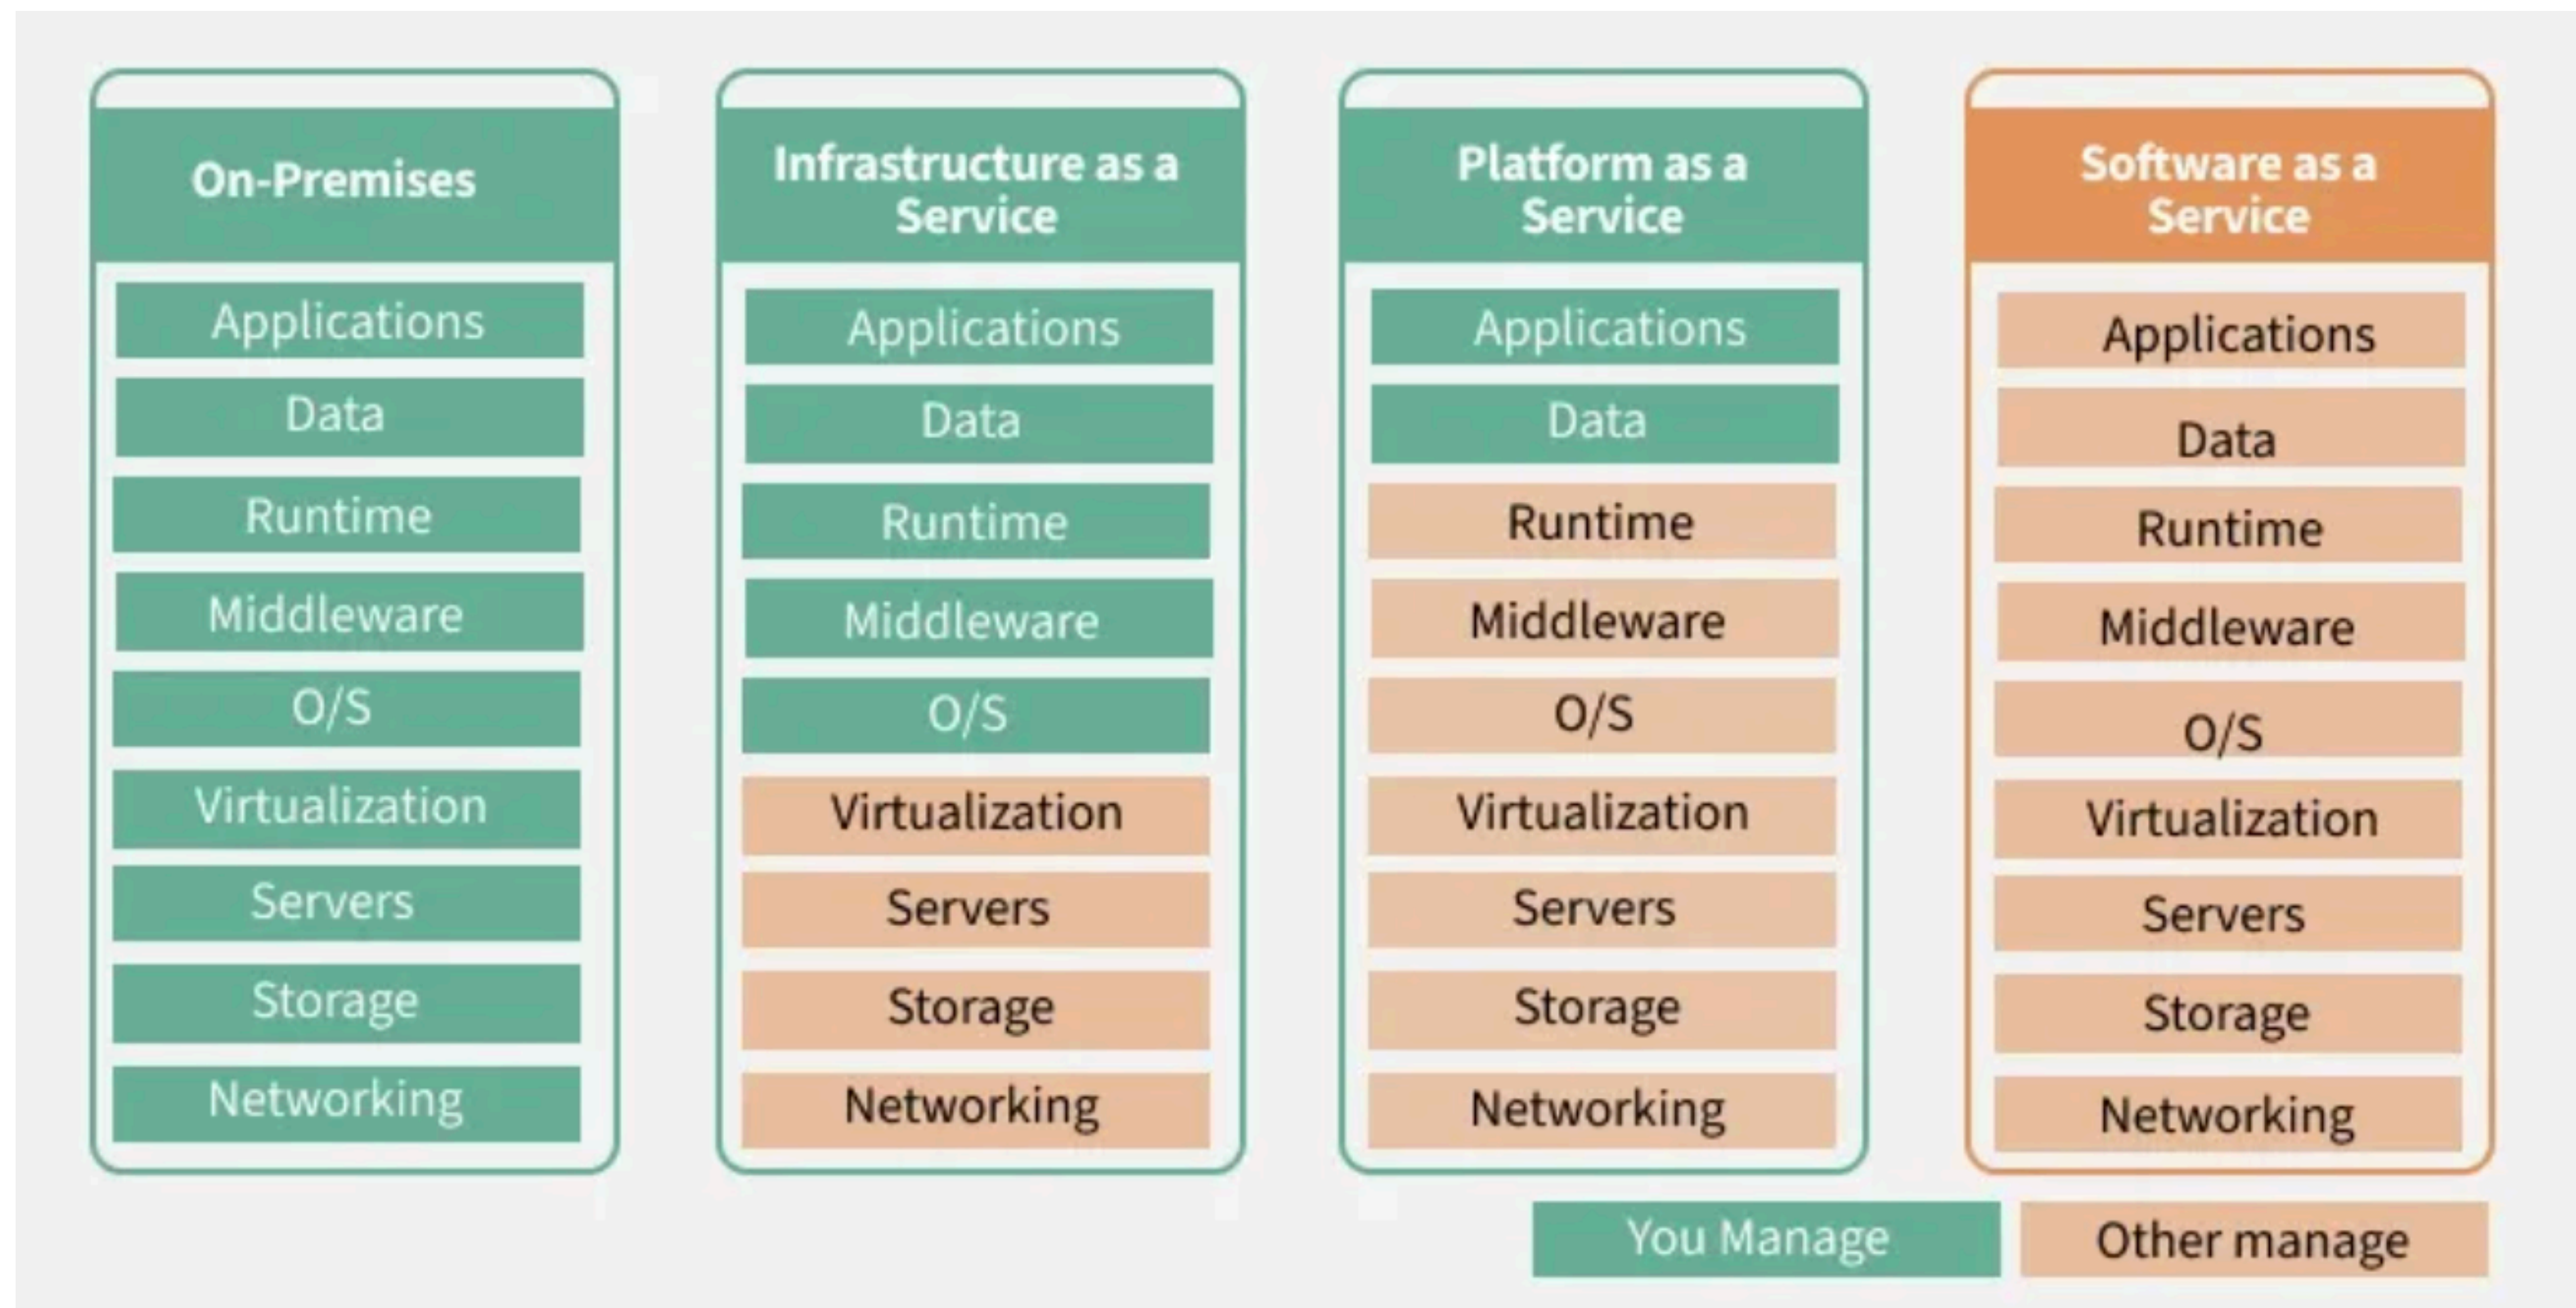 On-Premises
Applications
Data
Runtime
Middleware
O/S
Virtualization
Servers
Storage
Networking
Infrastructure as a
Service
Applications
Data
Runtime
Middleware
O/S
Virtualization
Servers
Storage
Networking
Platform as a
Service
Applications
Data
Runtime
Middleware
O/S
Virtualization
Servers
Storage
Networking
Software as a
Service
Applications
Data
Runtime
Middleware
O/S
Virtualization
Servers
Storage
Networking
You Manage
Other manage